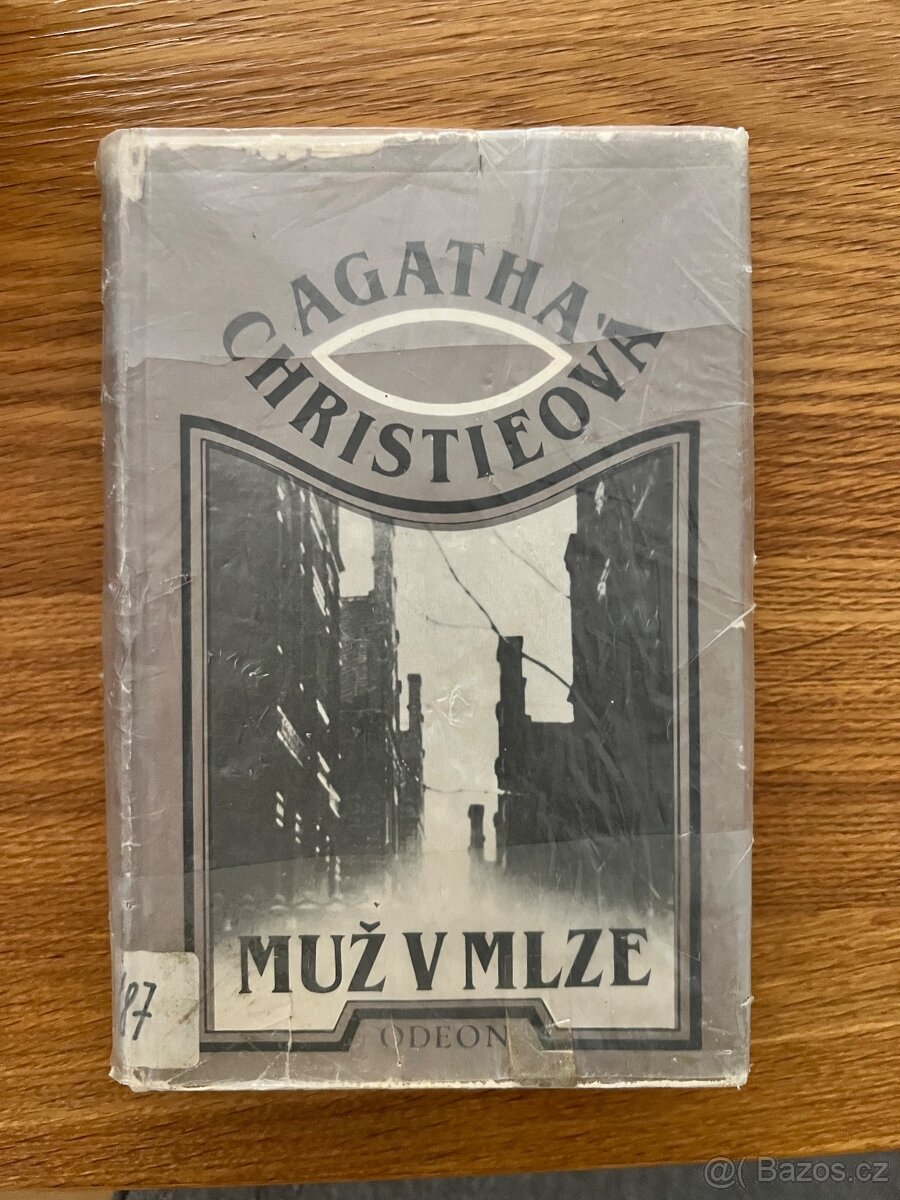 AGATHA
CHRISTIEOVÁ
MUŽ V MLZE
ODEON
87
@( Bazos.cz